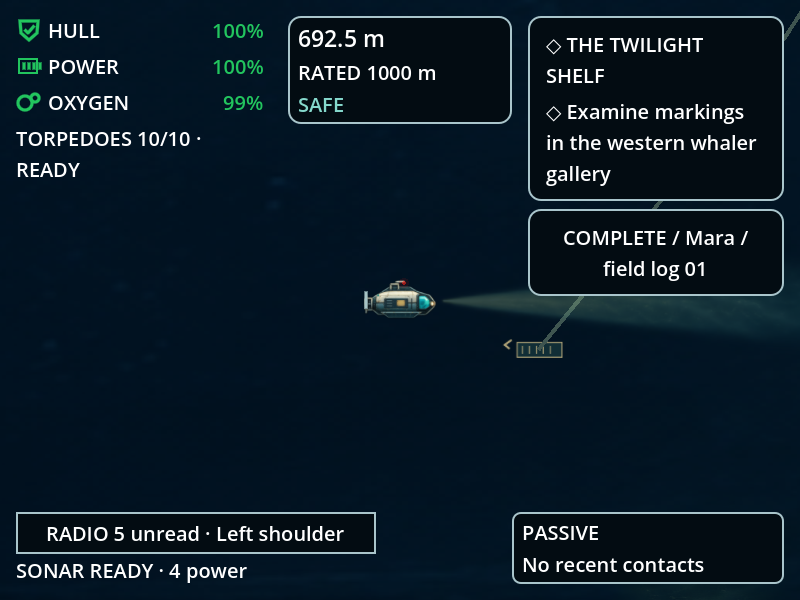 HULL 100%
POWER 100%
OXYGEN 99%
TORPEDOES 10/10 ·
READY
692.5 m
RATED 1000 m
SAFE
◇ THE TWILIGHT
SHELF
◇ Examine markings
in the western whaler
gallery
COMPLETE / Mara /
field log 01
RADIO 5 unread · Left shoulder
SONAR READY · 4 power
PASSIVE
No recent contacts